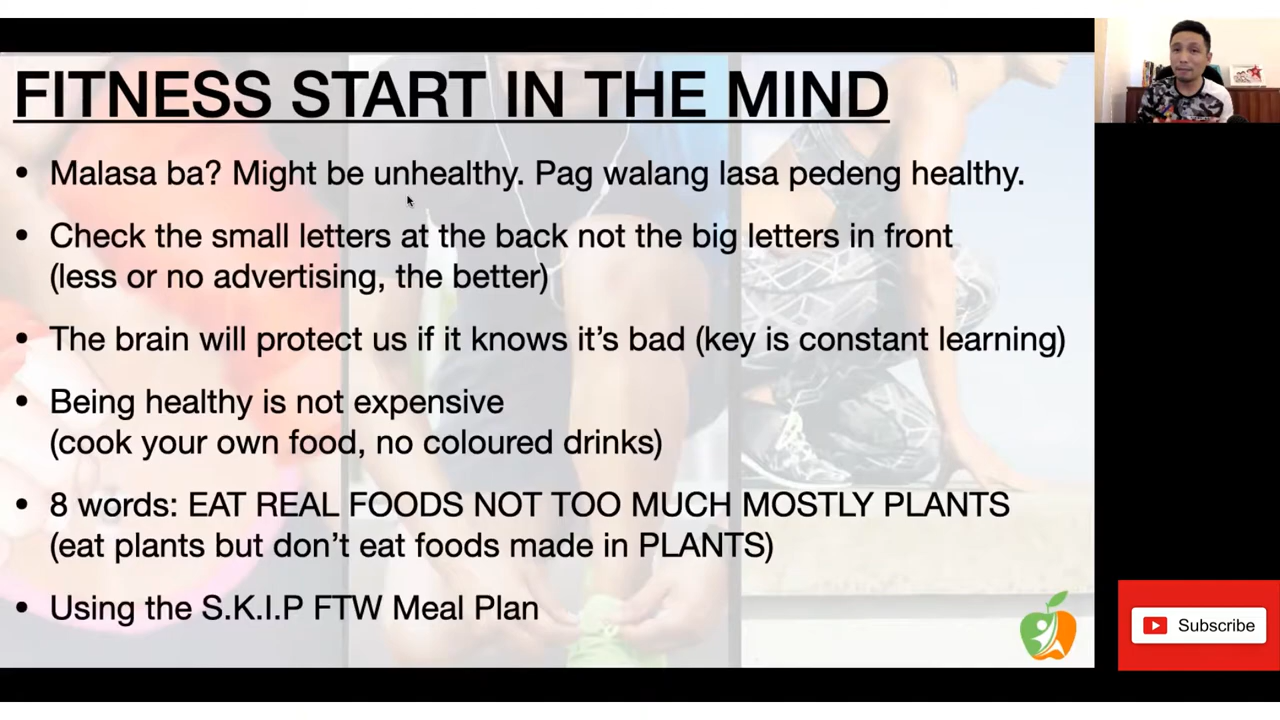 FITNESS START IN THE MIND
• Malasa ba? Might be unhealthy. Pag walang lasa pedeng healthy.
• Check the small letters at the back not the big letters in front
(less or no advertising, the better)
• The brain will protect us if it knows it’s bad (key is constant learning)
• Being healthy is not expensive
(cook your own food, no coloured drinks)
• 8 words: EAT REAL FOODS NOT TOO MUCH MOSTLY PLANTS
(eat plants but don’t eat foods made in PLANTS)
• Using the S.K.I.P FTW Meal Plan
Subscribe